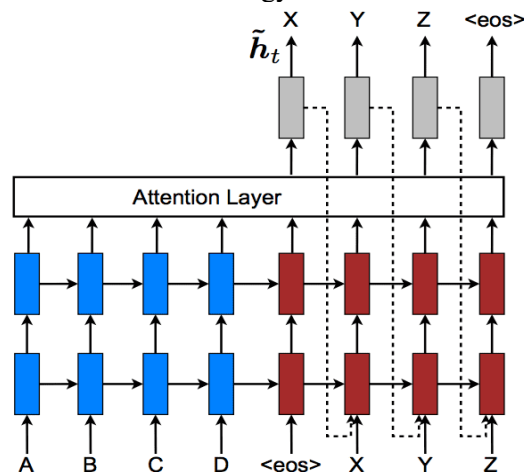 X Y Z <eos>
h̃t
Attention Layer
A B C D <eos> X Y Z